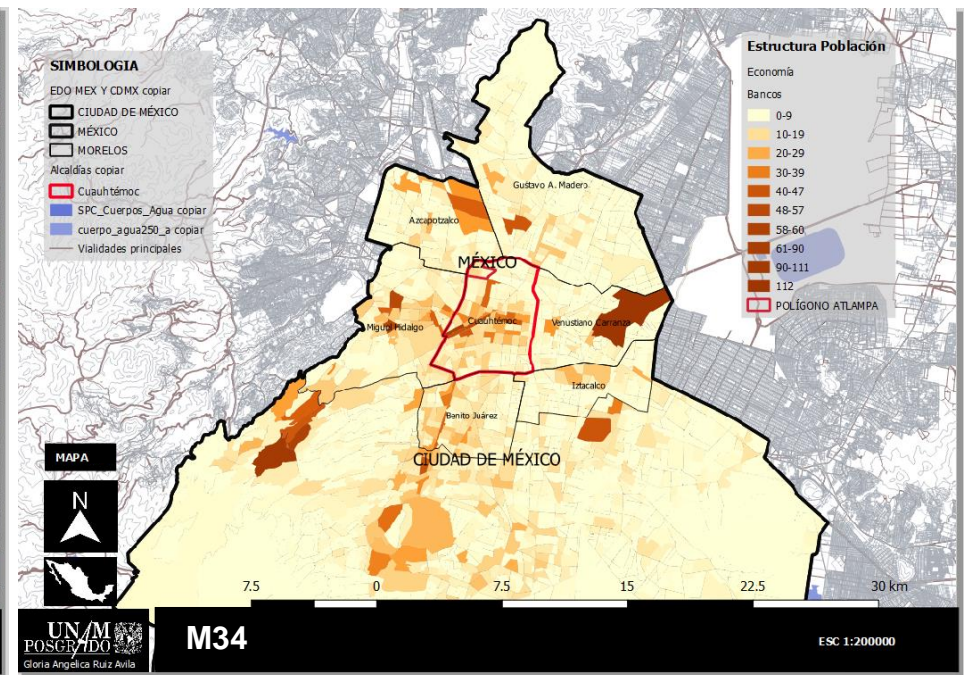 SIMBOLOGIA
EDO MEX Y CDMX copiar
CIUDAD DE MÉXICO
MÉXICO
MORELOS
Alcaldías copiar
Cuauhtémoc
SPC_Cuerpos_Agua copiar
cuerpo_agua250_a copiar
Vialidades principales
Estructura Población
Economía
Bancos
0-9
10-19
20-29
30-39
40-47
48-57
58-60
61-90
90-111
112
POLÍGONO ATLAMPA
Gustavo A. Madero
Azcapotzalco
MÉXICO
Cuauhtémoc
Miguel Hidalgo
Venustiano Carranza
Iztacalco
Benito Juárez
CIUDAD DE MÉXICO
MAPA
N
7.5 0 7.5 15 22.5 30 km
UNAM
POSGRADO
Gloria Angélica Ruiz Avila
M34
ESC 1:200000